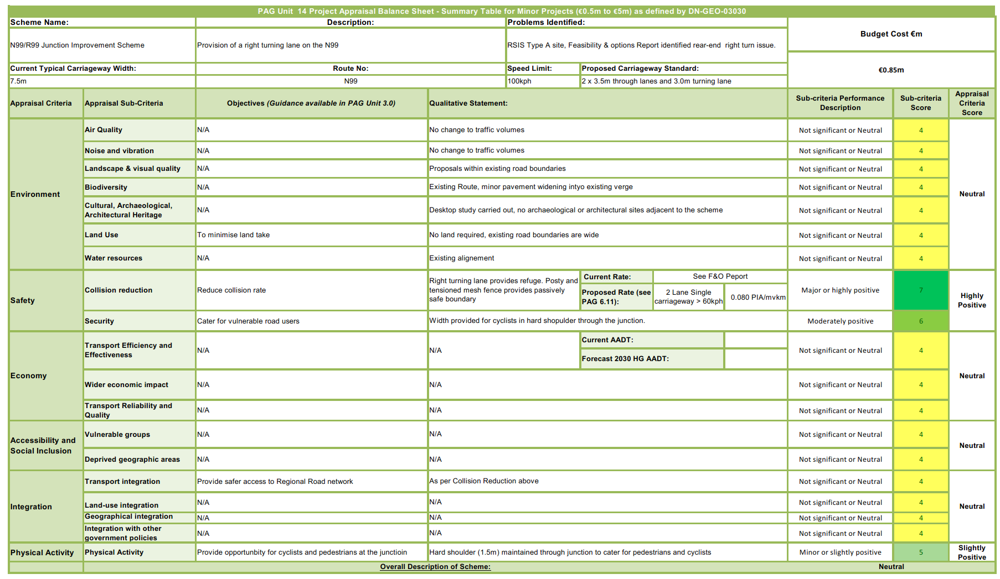 PAG Unit 14 Project Appraisal Balance Sheet - Summary Table for Minor Projects (€0.5m to €5m) as defined by DN-GEO-03030
Scheme Name:
Description:
Problems Identified:
Budget Cost €m
N99/R99 Junction Improvement Scheme
Provision of a right turning lane on the N99
RSIS Type A site, Feasibility & options Report identified rear-end right turn issue.
Current Typical Carriageway Width:
Route No:
Speed Limit:
Proposed Carriageway Standard:
€0.85m
7.5m
N99
100kph
2 x 3.5m through lanes and 3.0m turning lane
Appraisal Criteria
Appraisal Sub-Criteria
Objectives (Guidance available in PAG Unit 3.0)
Qualitative Statement:
Sub-criteria Performance
Description
Sub-criteria
Score
Appraisal
Criteria
Score
Environment
Air Quality
N/A
No change to traffic volumes
Not significant or Neutral
4
Neutral
Noise and vibration
N/A
No change to traffic volumes
Not significant or Neutral
4
Landscape & visual quality
N/A
Proposals within existing road boundaries
Not significant or Neutral
4
Biodiversity
N/A
Existing Route, minor pavement widening intyo existing verge
Not significant or Neutral
4
Cultural, Archaeological,
Architectural Heritage
N/A
Desktop study carried out, no archaeological or architectural sites adjacent to the scheme
Not significant or Neutral
4
Land Use
To minimise land take
No land required, existing road boundaries are wide
Not significant or Neutral
4
Water resources
N/A
Existing alignement
Not significant or Neutral
4
Safety
Collision reduction
Reduce collision rate
Right turning lane provides refuge. Posty and
tensioned mesh fence provides passively
safe boundary
Current Rate:
See F&O Peport
Proposed Rate (see
PAG 6.11):
2 Lane Single
carriageway > 60kph
0.080 PIA/mvkm
Major or highly positive
7
Highly
Positive
Security
Cater for vulnerable road users
Width provided for cyclists in hard shopulder through the junction.
Moderately positive
6
Economy
Transport Efficiency and
Effectiveness
N/A
N/A
Current AADT:
Forecast 2030 HG AADT:
Not significant or Neutral
4
Neutral
Wider economic impact
N/A
N/A
Not significant or Neutral
4
Transport Reliability and
Quality
N/A
N/A
Not significant or Neutral
4
Accessibility and
Social Inclusion
Vulnerable groups
N/A
N/A
Not significant or Neutral
4
Neutral
Deprived geographic areas
N/A
N/A
Not significant or Neutral
4
Integration
Transport integration
Provide safer access to Regional Road network
As per Collision Reduction above
Not significant or Neutral
4
Neutral
Land-use integration
N/A
N/A
Not significant or Neutral
4
Geographical integration
N/A
N/A
Not significant or Neutral
4
Integration with other
government policies
N/A
N/A
Not significant or Neutral
4
Physical Activity
Physical Activity
Provide opportunbity for cyclists and pedestrians at the junctioin
Hard shoulder (1.5m) maintained through junction to cater for pedestrians and cyclists
Minor or slightly positive
5
Slightly
Positive
Overall Description of Scheme:
Neutral